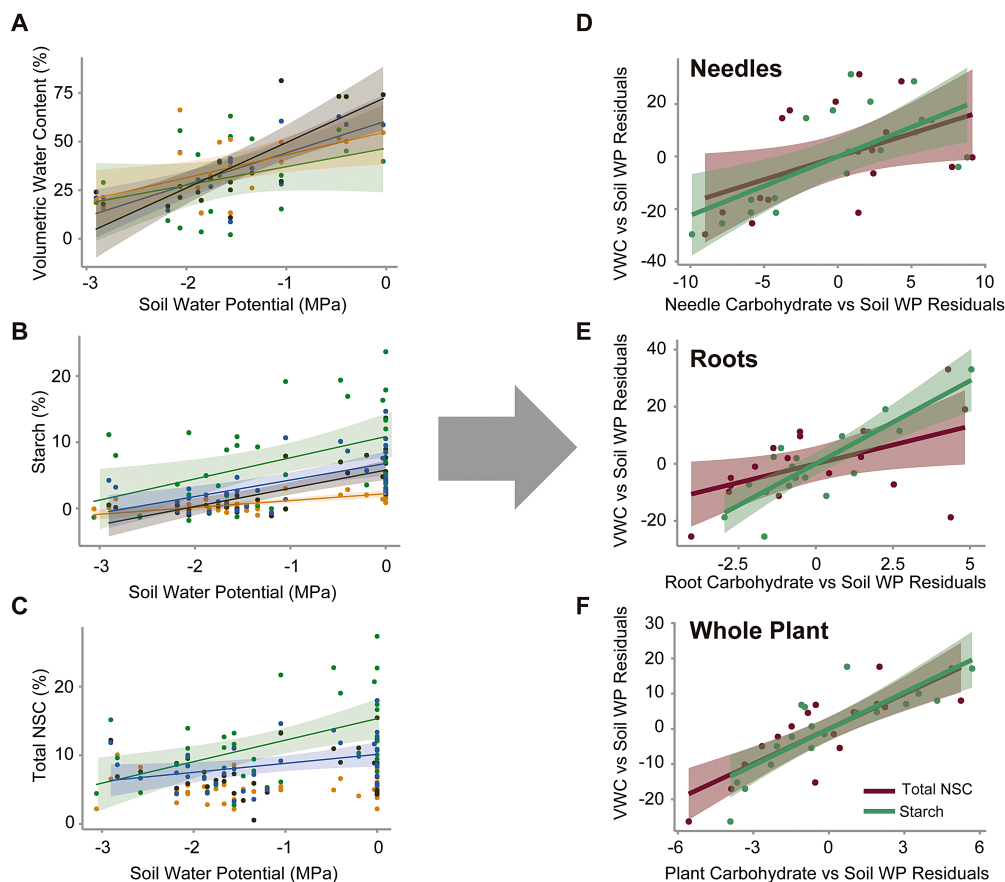 A
Volumetric Water Content (%)
75
50
25
0
-3
-2
-1
0
Soil Water Potential (MPa)
B
Starch (%)
20
10
0
-3
-2
-1
0
Soil Water Potential (MPa)
C
Total NSC (%)
20
10
0
-3
-2
-1
0
Soil Water Potential (MPa)
D
Needles
VWC vs Soil WP Residuals
20
0
-20
-40
-10
-5
0
5
10
Needle Carbohydrate vs Soil WP Residuals
E
Roots
VWC vs Soil WP Residuals
40
20
0
-20
-2.5
0
2.5
5
Root Carbohydrate vs Soil WP Residuals
F
Whole Plant
VWC vs Soil WP Residuals
30
20
10
0
-10
-20
Total NSC
Starch
-6
-3
0
3
6
Plant Carbohydrate vs Soil WP Residuals